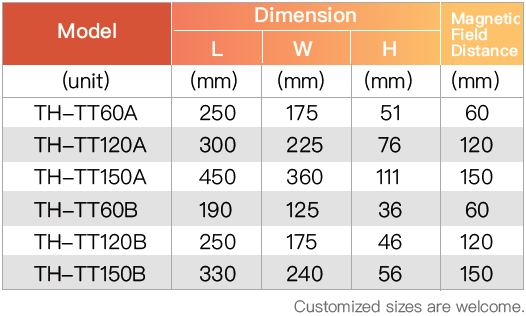 Model Dimension Magnetic Field Distance
L W H
(unit) (mm) (mm) (mm) (mm)
TH-TT60A 250 175 51 60
TH-TT120A 300 225 76 120
TH-TT150A 450 360 111 150
TH-TT60B 190 125 36 60
TH-TT120B 250 175 46 120
TH-TT150B 330 240 56 150
Customized sizes are welcome.